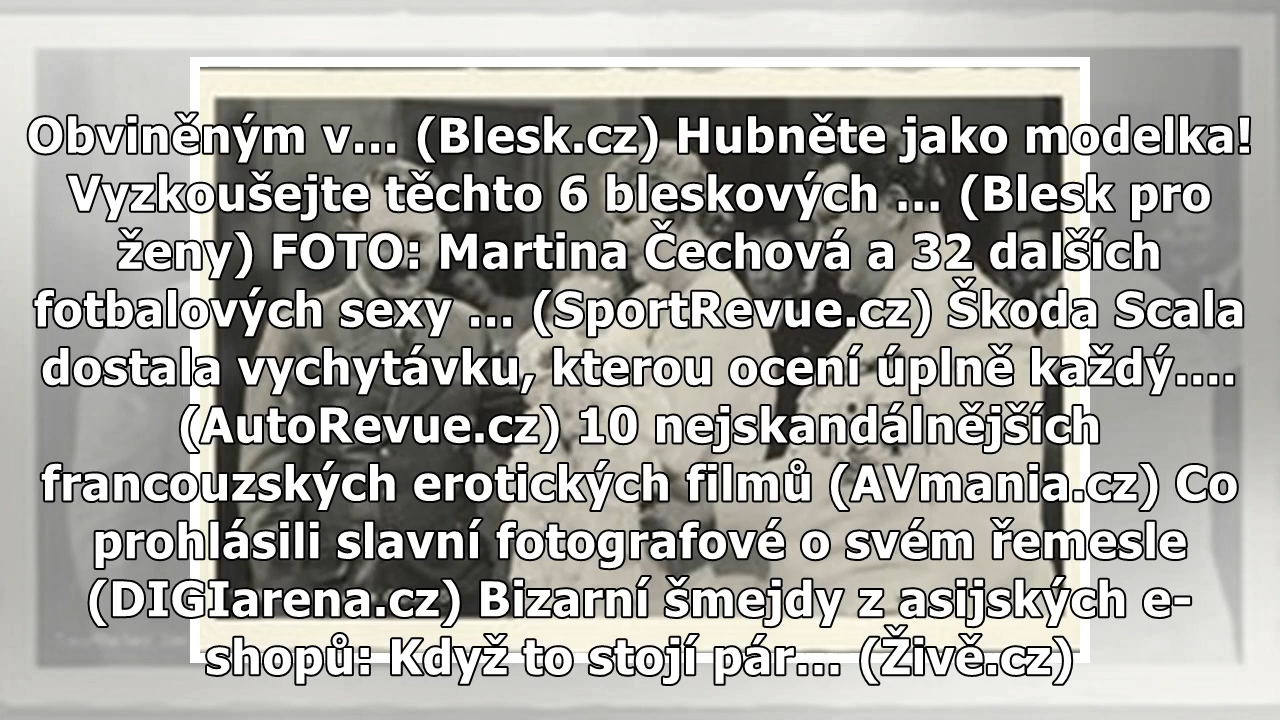 Obviněným v... (Blesk.cz) Hubněte jako modelka!
Vyzkoušejte těchto 6 bleskových ... (Blesk pro
ženy) FOTO: Martina Čechová a 32 dalších
fotbalových sexy ... (SportRevue.cz) Škoda Scala
dostala vychytávku, kterou ocení úplně každý....
(AutoRevue.cz) 10 nejskandálnějších
francouzských erotických filmů (AVmania.cz) Co
prohlásili slavní fotografové o svém řemesle
(DIGIarena.cz) Bizarní šmejdy z asijských e-
shopů: Když to stojí pár... (Živě.cz)